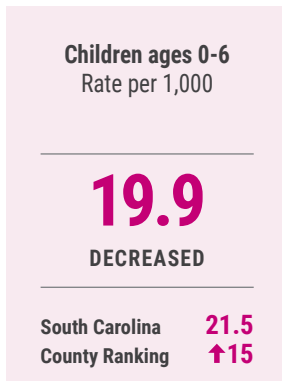 Children ages 0-6
Rate per 1,000
19.9
DECREASED
South Carolina 21.5
County Ranking ↑15